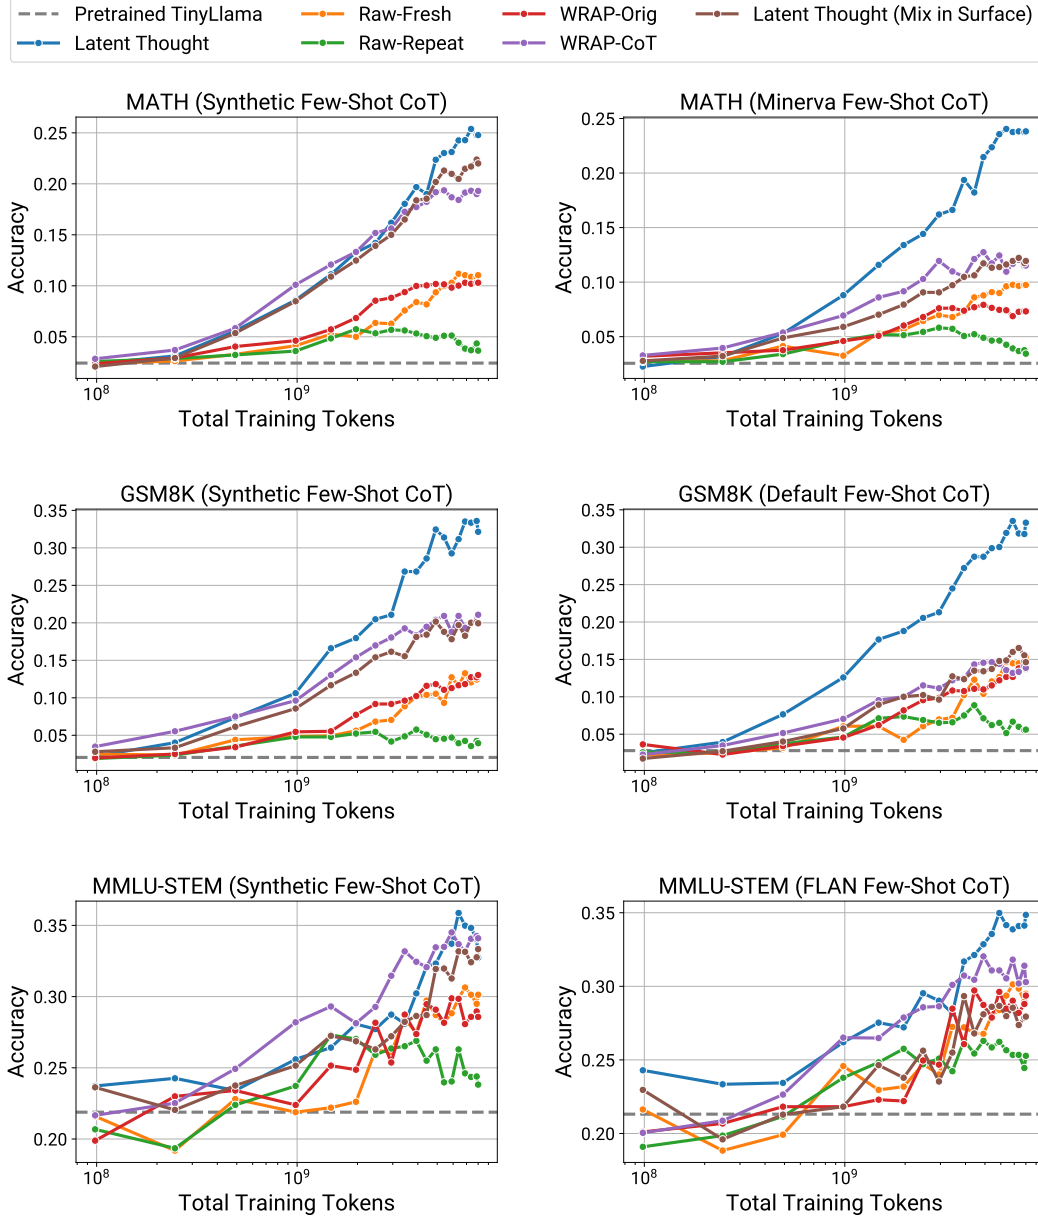 Pretrained TinyLlama Raw-Fresh WRAP-Orig Latent Thought (Mix in Surface)
Latent Thought Raw-Repeat WRAP-CoT
MATH (Synthetic Few-Shot CoT)
0.25
0.20
0.15
0.10
0.05
Accuracy
10⁸ 10⁹
Total Training Tokens
MATH (Minerva Few-Shot CoT)
0.25
0.20
0.15
0.10
0.05
Accuracy
10⁸ 10⁹
Total Training Tokens
GSM8K (Synthetic Few-Shot CoT)
0.35
0.30
0.25
0.20
0.15
0.10
0.05
Accuracy
10⁸ 10⁹
Total Training Tokens
GSM8K (Default Few-Shot CoT)
0.35
0.30
0.25
0.20
0.15
0.10
0.05
Accuracy
10⁸ 10⁹
Total Training Tokens
MMLU-STEM (Synthetic Few-Shot CoT)
0.35
0.30
0.25
0.20
Accuracy
10⁸ 10⁹
Total Training Tokens
MMLU-STEM (FLAN Few-Shot CoT)
0.35
0.30
0.25
0.20
Accuracy
10⁸ 10⁹
Total Training Tokens